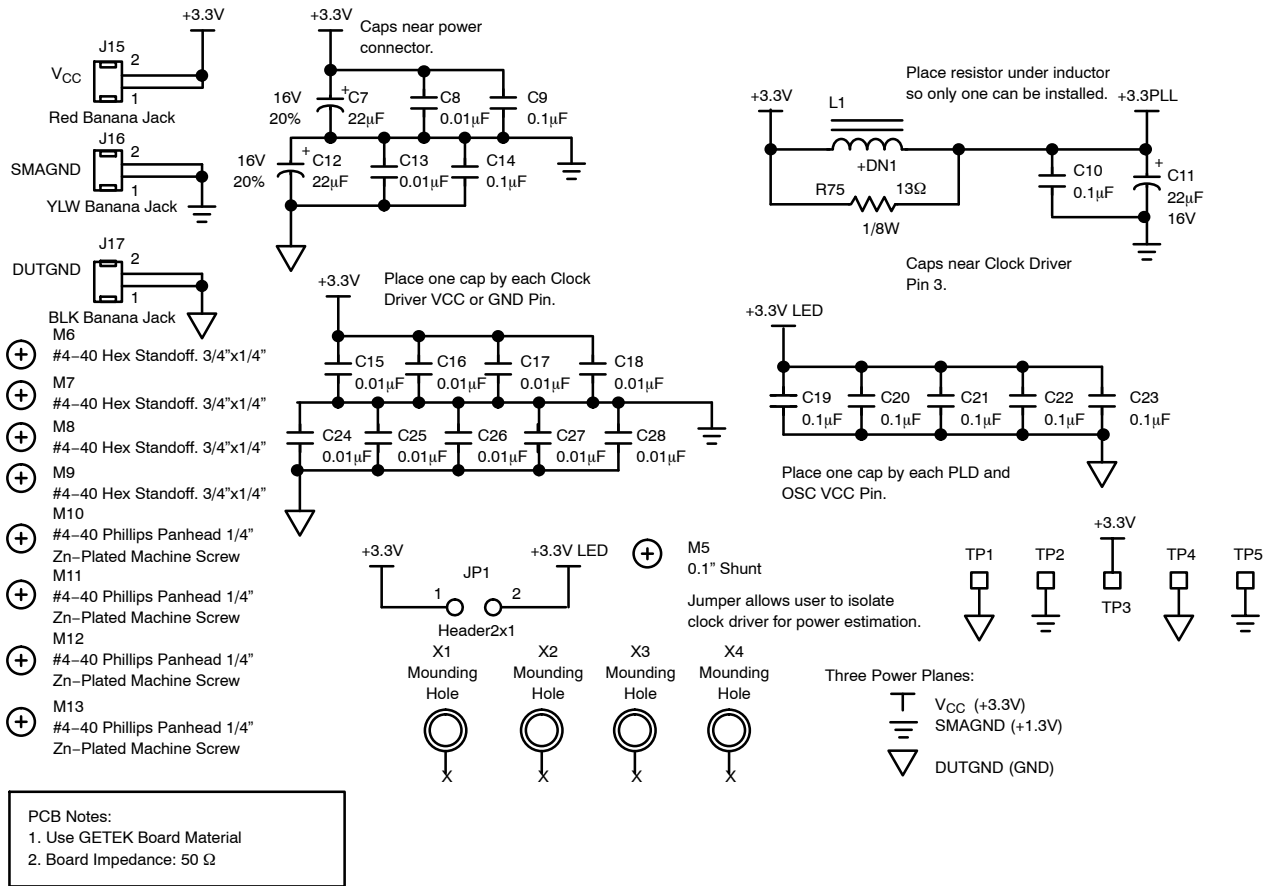 +3.3V
J15
2
VCC
1
Red Banana Jack
J16
2
SMAGND
1
YLW Banana Jack
J17
2
DUTGND
1
BLK Banana Jack
+3.3V
Caps near power
connector.
16V
20%
+
C7
22μF
C8
0.01μF
C9
0.1μF
16V
20%
+
C12
22μF
C13
0.01μF
C14
0.1μF
Place resistor under inductor
so only one can be installed.
+3.3V
L1
+3.3PLL
+DN1
R75
13Ω
1/8W
C10
0.1μF
+
C11
22μF
16V
Caps near Clock Driver
Pin 3.
+3.3V
Place one cap by each Clock
Driver VCC or GND Pin.
C15
0.01μF
C16
0.01μF
C17
0.01μF
C18
0.01μF
C24
0.01μF
C25
0.01μF
C26
0.01μF
C27
0.01μF
C28
0.01μF
+3.3V LED
C19
0.1μF
C20
0.1μF
C21
0.1μF
C22
0.1μF
C23
0.1μF
Place one cap by each PLD and
OSC VCC Pin.
M6
#4−40 Hex Standoff. 3/4”x1/4”
M7
#4−40 Hex Standoff. 3/4”x1/4”
M8
#4−40 Hex Standoff. 3/4”x1/4”
M9
#4−40 Hex Standoff. 3/4”x1/4”
M10
#4−40 Phillips Panhead 1/4”
Zn−Plated Machine Screw
M11
#4−40 Phillips Panhead 1/4”
Zn−Plated Machine Screw
M12
#4−40 Phillips Panhead 1/4”
Zn−Plated Machine Screw
M13
#4−40 Phillips Panhead 1/4”
Zn−Plated Machine Screw
+3.3V
+3.3V LED
JP1
1
2
Header2x1
M5
0.1” Shunt
Jumper allows user to isolate
clock driver for power estimation.
+3.3V
TP1
TP2
TP3
TP4
TP5
X1
Mounding
Hole
X
X2
Mounding
Hole
X
X3
Mounding
Hole
X
X4
Mounding
Hole
X
Three Power Planes:
VCC (+3.3V)
SMAGND (+1.3V)
DUTGND (GND)
PCB Notes:
1. Use GETEK Board Material
2. Board Impedance: 50 Ω